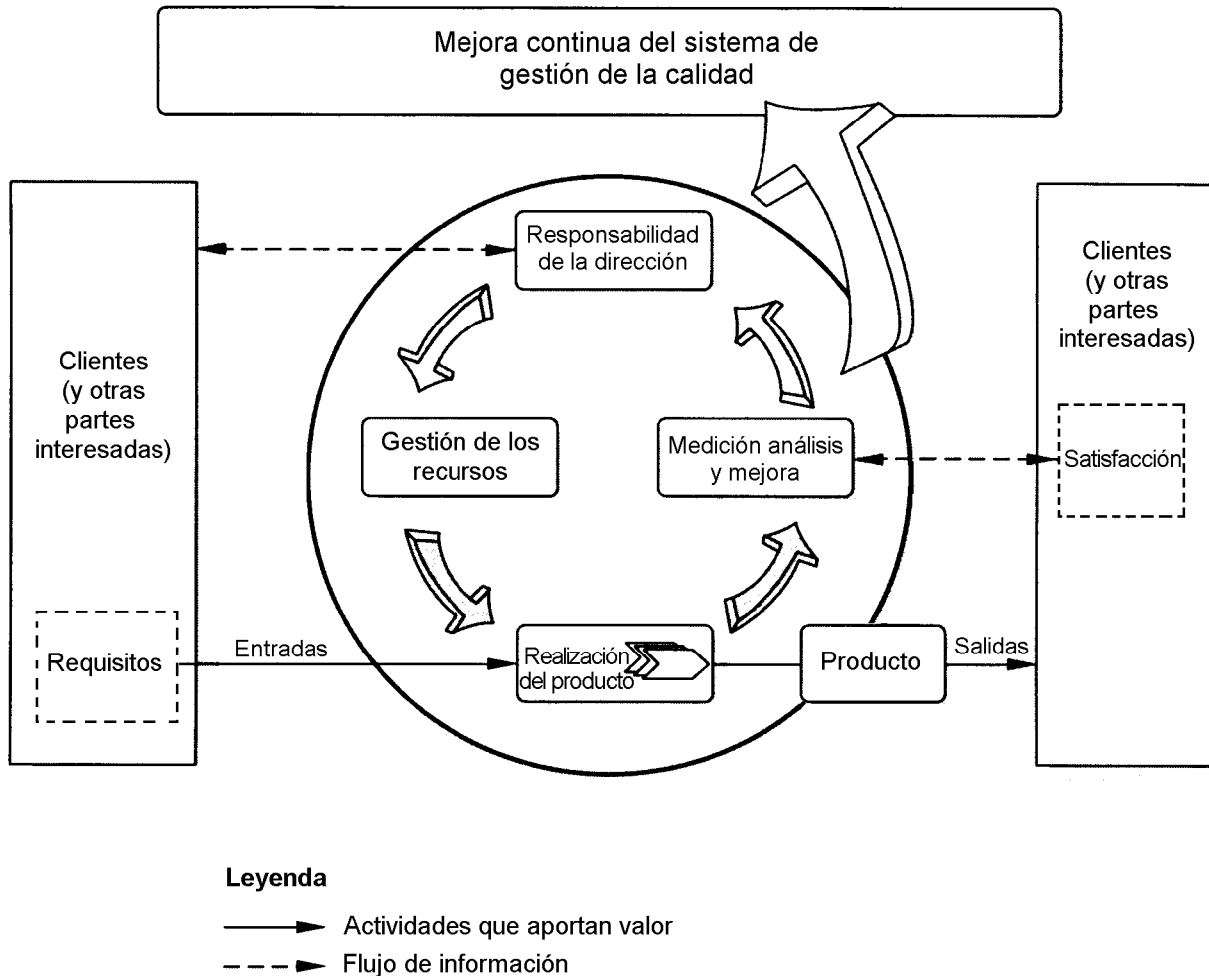 Mejora continua del sistema de
gestión de la calidad
Responsabilidad
de la dirección
Clientes
(y otras
partes
interesadas)
Clientes
(y otras
partes
interesadas)
Gestión de los
recursos
Medición análisis
y mejora
Satisfacción
Requisitos
Entradas
Realización
del producto
Producto
Salidas
Leyenda
Actividades que aportan valor
Flujo de información